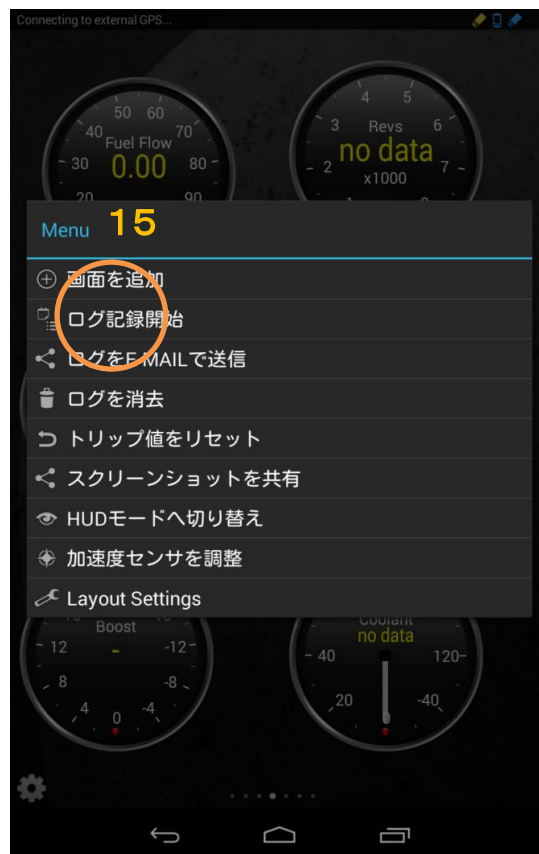 Connecting to external GPS...
50 60
40 70
Fuel Flow
30 0.00 80
20 90
4 5
3 Revs 6
no data
2 7
x1000
Menu 15
画面を追加
ログ記録開始
ログをE-MAILで送信
ログを消去
トリップ値をリセット
スクリーンショットを共有
HUDモードへ切り替え
加速度センサを調整
Layout Settings
Boost
12 - -12
8 -8
4 0 -4
Coolant
no data
40 120
20 -40
0